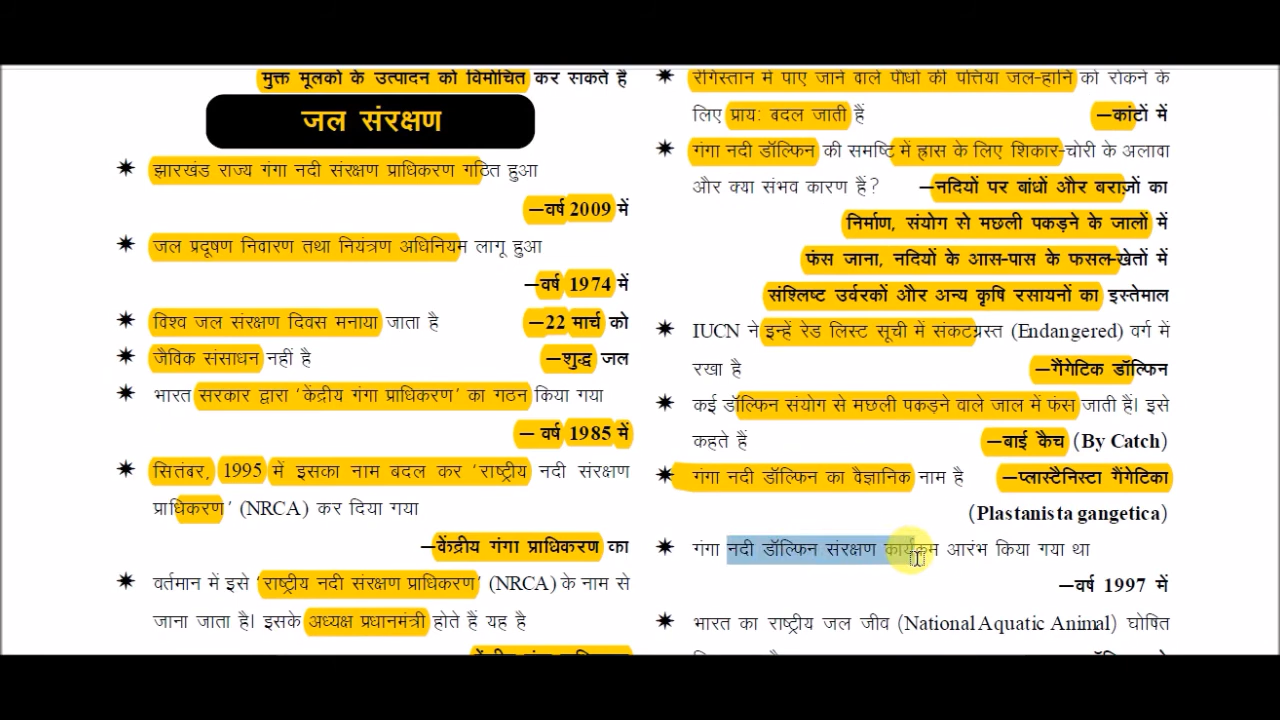 मुक्त मूलकों के उत्पादन को विमोचित कर सकते हैं
जल संरक्षण
✷ झारखंड राज्य गंगा नदी संरक्षण प्राधिकरण गठित हुआ
—वर्ष 2009 में
✷ जल प्रदूषण निवारण तथा नियंत्रण अधिनियम लागू हुआ
—वर्ष 1974 में
✷ विश्व जल संरक्षण दिवस मनाया जाता है —22 मार्च को
✷ जैविक संसाधन नहीं है —शुद्ध जल
✷ भारत सरकार द्वारा ‘केंद्रीय गंगा प्राधिकरण’ का गठन किया गया
— वर्ष 1985 में
✷ सितंबर, 1995 में इसका नाम बदल कर ‘राष्ट्रीय नदी संरक्षण
प्राधिकरण’ (NRCA) कर दिया गया
—केंद्रीय गंगा प्राधिकरण का
✷ वर्तमान में इसे ‘राष्ट्रीय नदी संरक्षण प्राधिकरण’ (NRCA) के नाम से
जाना जाता है। इसके अध्यक्ष प्रधानमंत्री होते हैं यह है
✷ रेगिस्तान में पाए जाने वाले पौधों की पत्तियां जल-हानि को रोकने के
लिए प्राय: बदल जाती हैं —कांटों में
✷ गंगा नदी डॉल्फिन की समष्टि में ह्रास के लिए शिकार-चोरी के अलावा
और क्या संभव कारण हैं? —नदियों पर बांधों और बराज़ों का
निर्माण, संयोग से मछली पकड़ने के जालों में
फंस जाना, नदियों के आस-पास के फसल-खेतों में
संश्लिष्ट उर्वरकों और अन्य कृषि रसायनों का इस्तेमाल
✷ IUCN ने इन्हें रेड लिस्ट सूची में संकटग्रस्त (Endangered) वर्ग में
रखा है —गैंगेटिक डॉल्फिन
✷ कई डॉल्फिन संयोग से मछली पकड़ने वाले जाल में फंस जाती हैं। इसे
कहते हैं —बाई कैच (By Catch)
✷ गंगा नदी डॉल्फिन का वैज्ञानिक नाम है —प्लास्टैनिस्टा गैंगेटिका
(Plastanista gangetica)
✷ गंगा नदी डॉल्फिन संरक्षण कार्यक्रम आरंभ किया गया था
—वर्ष 1997 में
✷ भारत का राष्ट्रीय जल जीव (National Aquatic Animal) घोषित